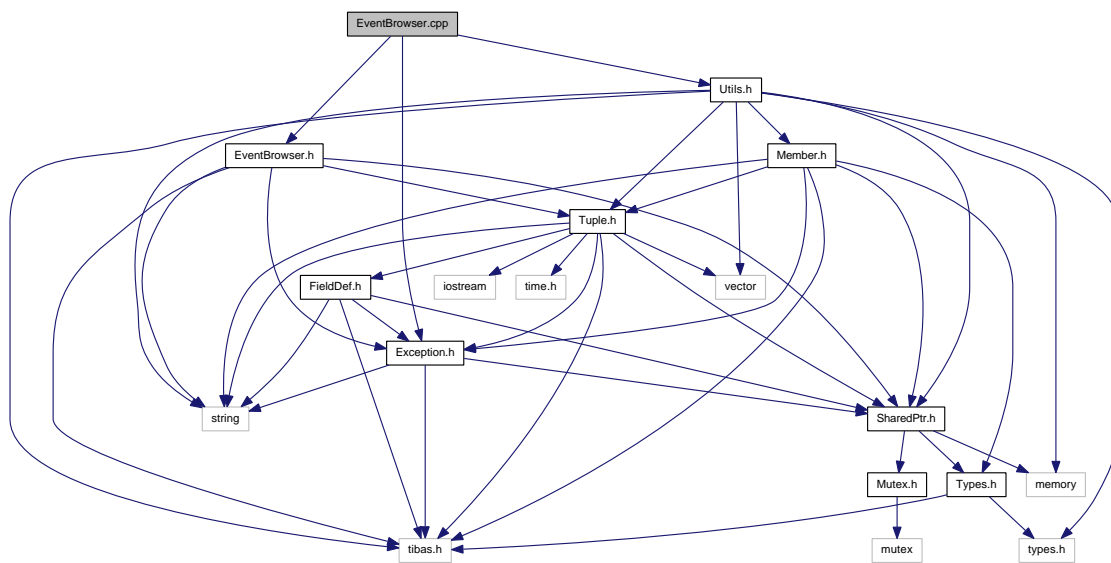 EventBrowser.cpp
Utils.h
EventBrowser.h
Member.h
Tuple.h
FieldDef.h
iostream
time.h
vector
Exception.h
string
SharedPtr.h
Mutex.h
Types.h
memory
tibas.h
mutex
types.h